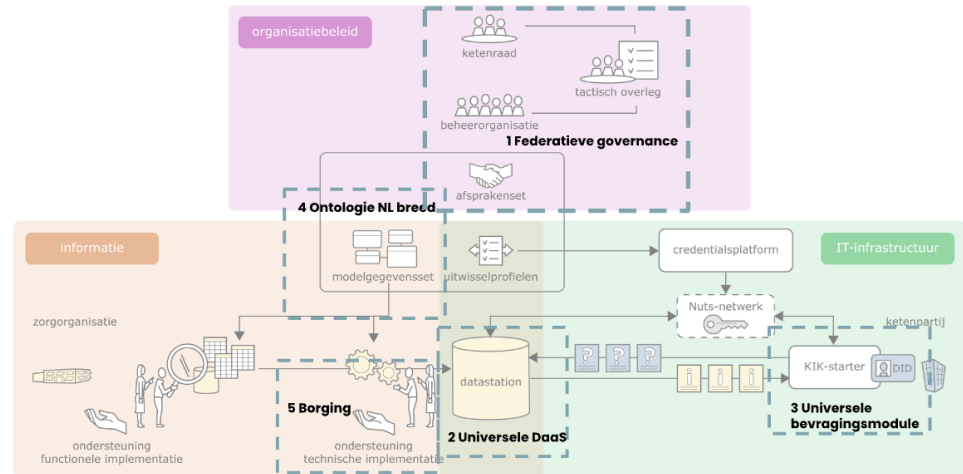 organisatiebeleid
ketenraad
tactisch overleg
beheerorganisatie
1 Federatieve governance
afsprakenset
4 Ontologie NL breed
informatie
modelgegevensset
uitwisselprofielen
credentialsplatform
IT-infrastructuur
Nuts-netwerk
zorgorganisatie
ketenpartij
datastation
? ? ?
i i i
KIK-starter
DID
5 Borging
3 Universele
bevragingsmodule
2 Universele DaaS
ondersteuning
functionele implementatie
ondersteuning
technische implementatie